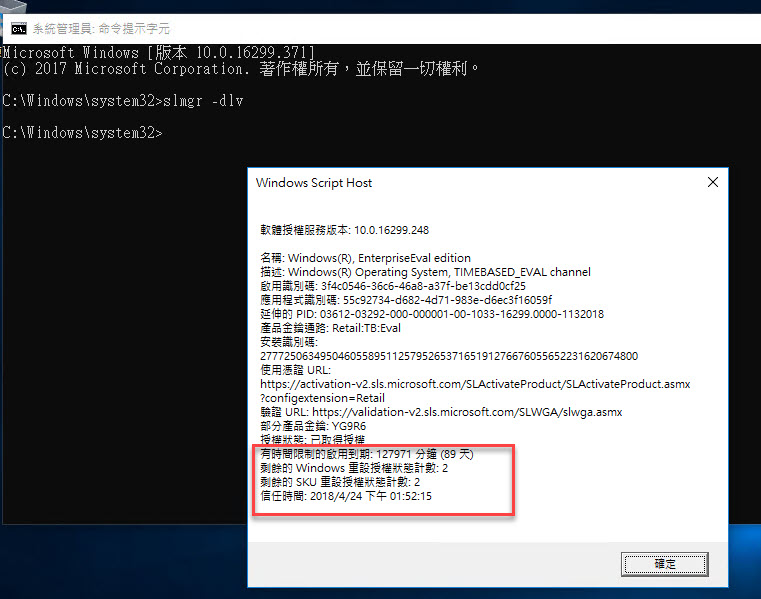 系統管理員: 命令提示字元
Microsoft Windows [版本 10.0.16299.371]
(c) 2017 Microsoft Corporation. 著作權所有，並保留一切權利。
C:\Windows\system32>slmgr -dlv
C:\Windows\system32>
Windows Script Host
軟體授權服務版本: 10.0.16299.248
名稱: Windows(R), EnterpriseEval edition
描述: Windows(R) Operating System, TIMEBASED_EVAL channel
啟用識別碼: 3f4c0546-36c6-46a8-a37f-be13cdd0cf25
應用程式識別碼: 55c92734-d682-4d71-983e-d6ec3f16059f
延伸的 PID: 03612-03292-000-000001-00-1033-16299.0000-1132018
產品金鑰通路: Retail:TB:Eval
安裝識別碼:
277725063495046055895112579526537165191276676055652231620674800
使用憑證 URL:
https://activation-v2.sls.microsoft.com/SLActivateProduct/SLActivateProduct.asmx
?configextension=Retail
驗證 URL: https://validation-v2.sls.microsoft.com/SLWGA/slwga.asmx
部分產品金鑰: YG9R6
授權狀態: 已取得授權
有時間限制的啟用到期: 127971 分鐘 (89 天)
剩餘的 Windows 重設授權狀態計數: 2
剩餘的 SKU 重設授權狀態計數: 2
信任時間: 2018/4/24 下午 01:52:15
確定